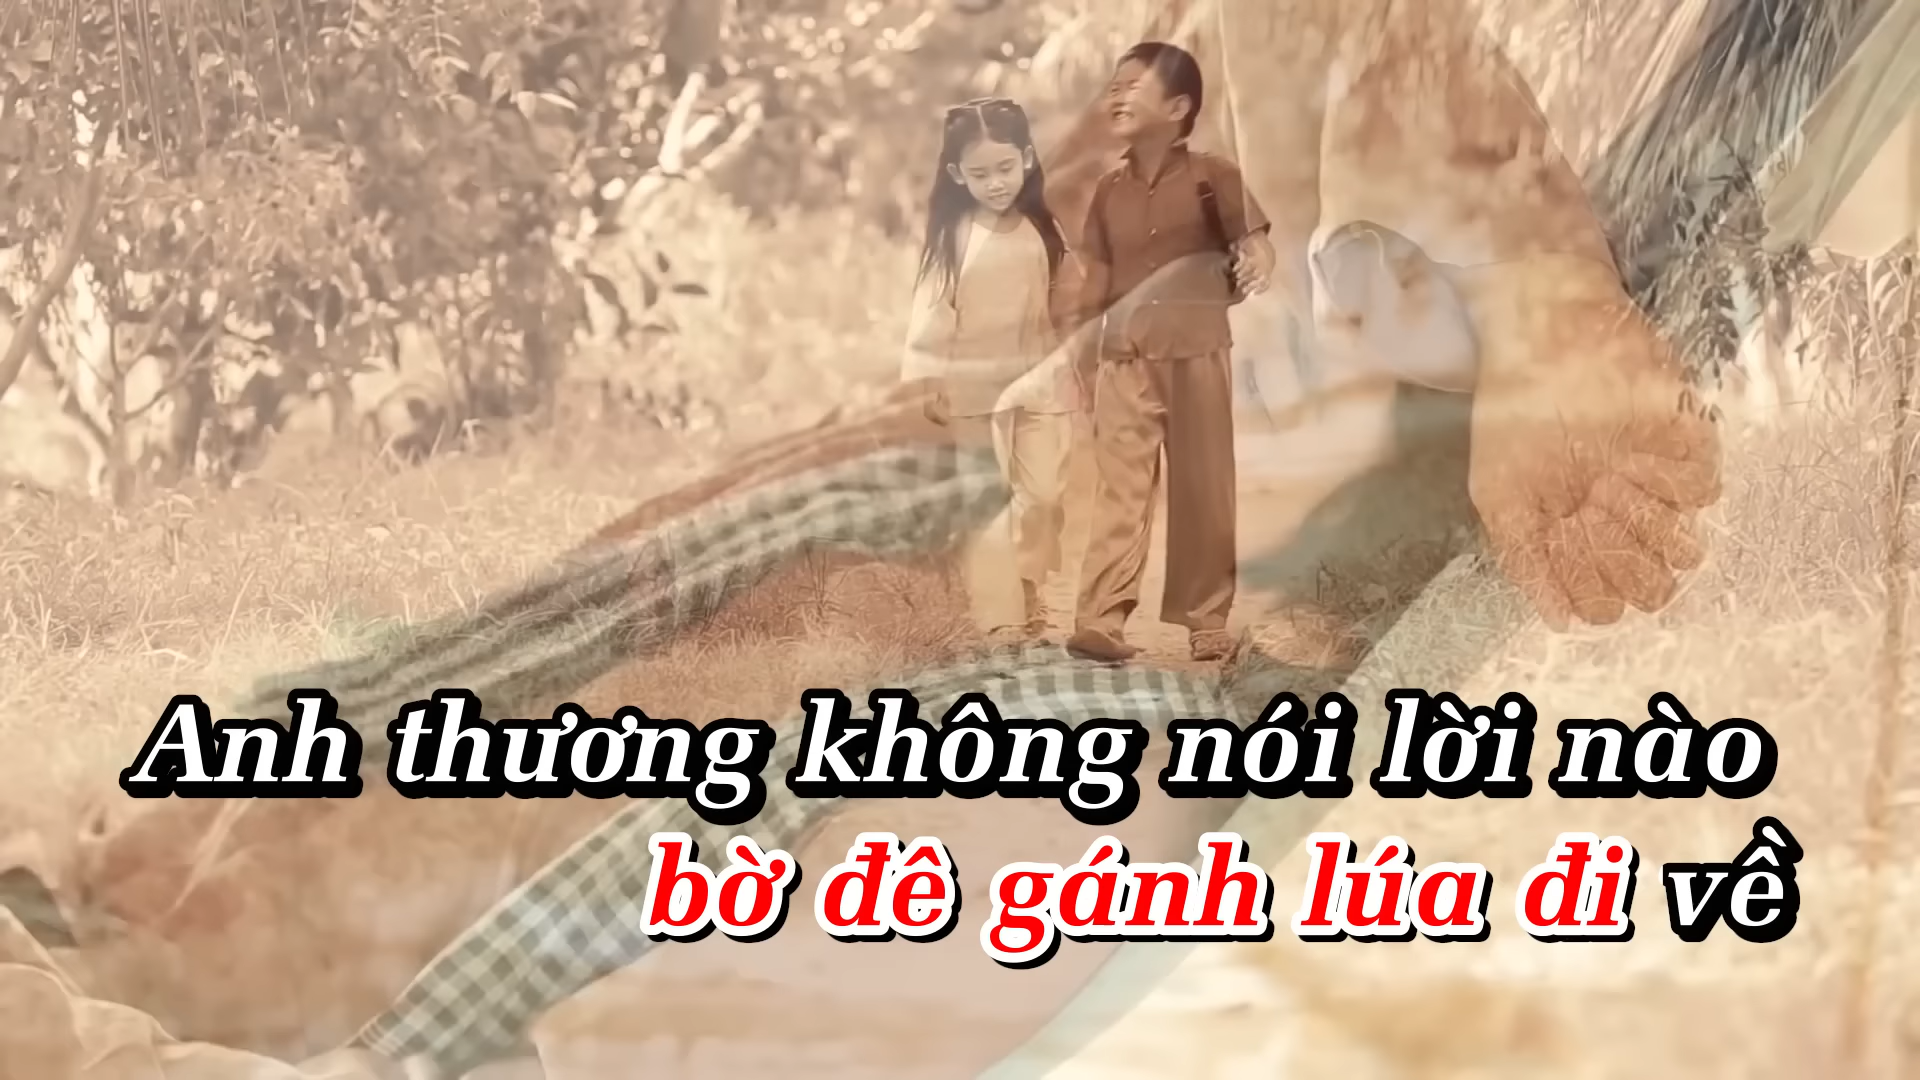 Anh thương không nói lời nào
bờ đê gánh lúa đi về